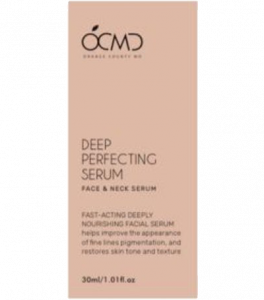 OCMD
ORANGE COUNTY MD
DEEP
PERFECTING
SERUM
FACE & NECK SERUM
FAST-ACTING DEEPLY
NOURISHING FACIAL SERUM
helps improve the appearance
of fine lines pigmentation, and
restores skin tone and texture
30ml/1.01fl.oz